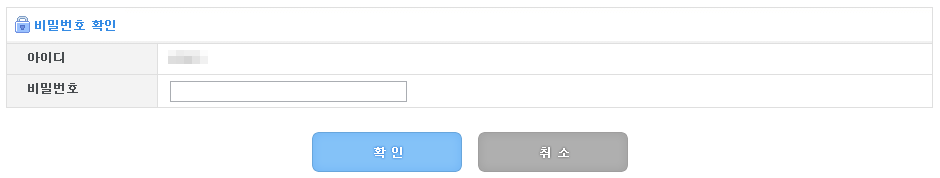 비밀번호 확인
아이디
비밀번호
확 인
취 소